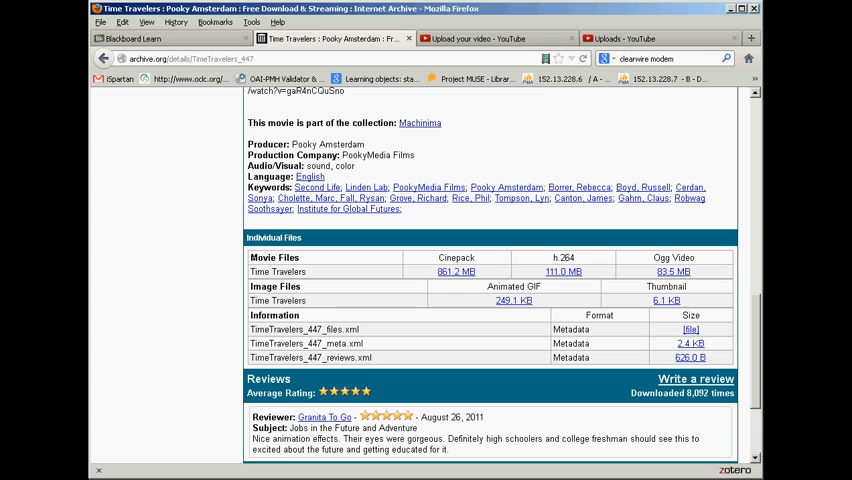 Time Travelers : Pooky Amsterdam : Free Download & Streaming : Internet Archive - Mozilla Firefox
File Edit View History Bookmarks Tools Help
Blackboard Learn Time Travelers : Pooky Amsterdam : Fr... Upload your video - YouTube Uploads - YouTube
archive.org/details/TimeTravelers_447 clearwire modem
iSpartan http://www.oclc.org/... OAI-PMH Validator & ... Learning objects: sta... Project MUSE - Librar... 152.13.228.6 / A - ... 152.13.228.7 - B - D...
/watch?v=gaR4nCQuSno
This movie is part of the collection: Machinima
Producer: Pooky Amsterdam
Production Company: PookyMedia Films
Audio/Visual: sound, color
Language: English
Keywords: Second Life; Linden Lab; PookyMedia Films; Pooky Amsterdam; Borrer, Rebecca; Boyd, Russell; Cerdan,
Sonya; Cholette, Marc; Fall, Rysan; Grove, Richard; Rice, Phil; Tompson, Lyn; Canton, James; Gahrn, Claus; Robwag
Soothsayer; Institute for Global Futures;
Individual Files
Movie Files Cinepack h.264 Ogg Video
Time Travelers 861.2 MB 111.0 MB 83.5 MB
Image Files Animated GIF Thumbnail
Time Travelers 249.1 KB 6.1 KB
Information Format Size
TimeTravelers_447_files.xml Metadata [file]
TimeTravelers_447_meta.xml Metadata 2.4 KB
TimeTravelers_447_reviews.xml Metadata 626.0 B
Reviews Write a review
Average Rating: Downloaded 8,092 times
Reviewer: Granita To Go - - August 26, 2011
Subject: Jobs in the Future and Adventure
Nice animation effects. Their eyes were gorgeous. Definitely high schoolers and college freshman should see this to
excited about the future and getting educated for it.
zotero